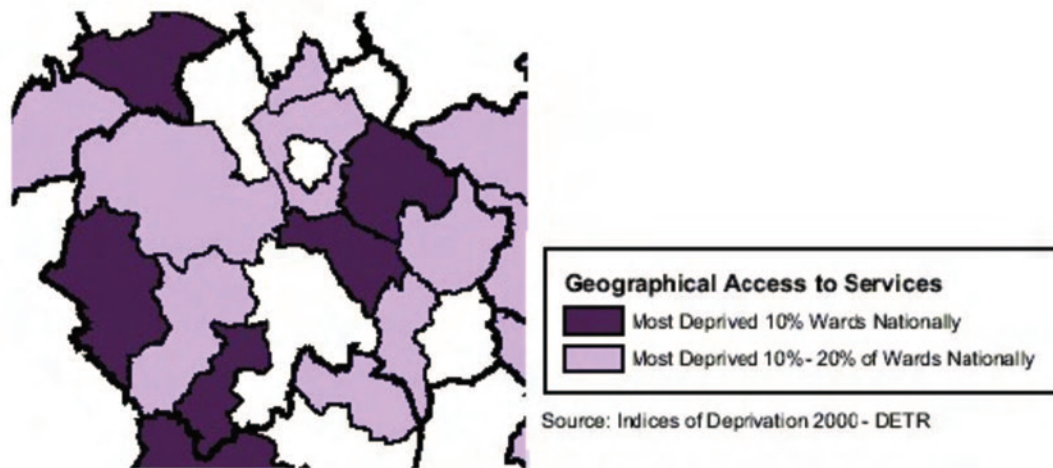 Geographical Access to Services
Most Deprived 10% Wards Nationally
Most Deprived 10%- 20% of Wards Nationally
Source: Indices of Deprivation 2000 - DETR